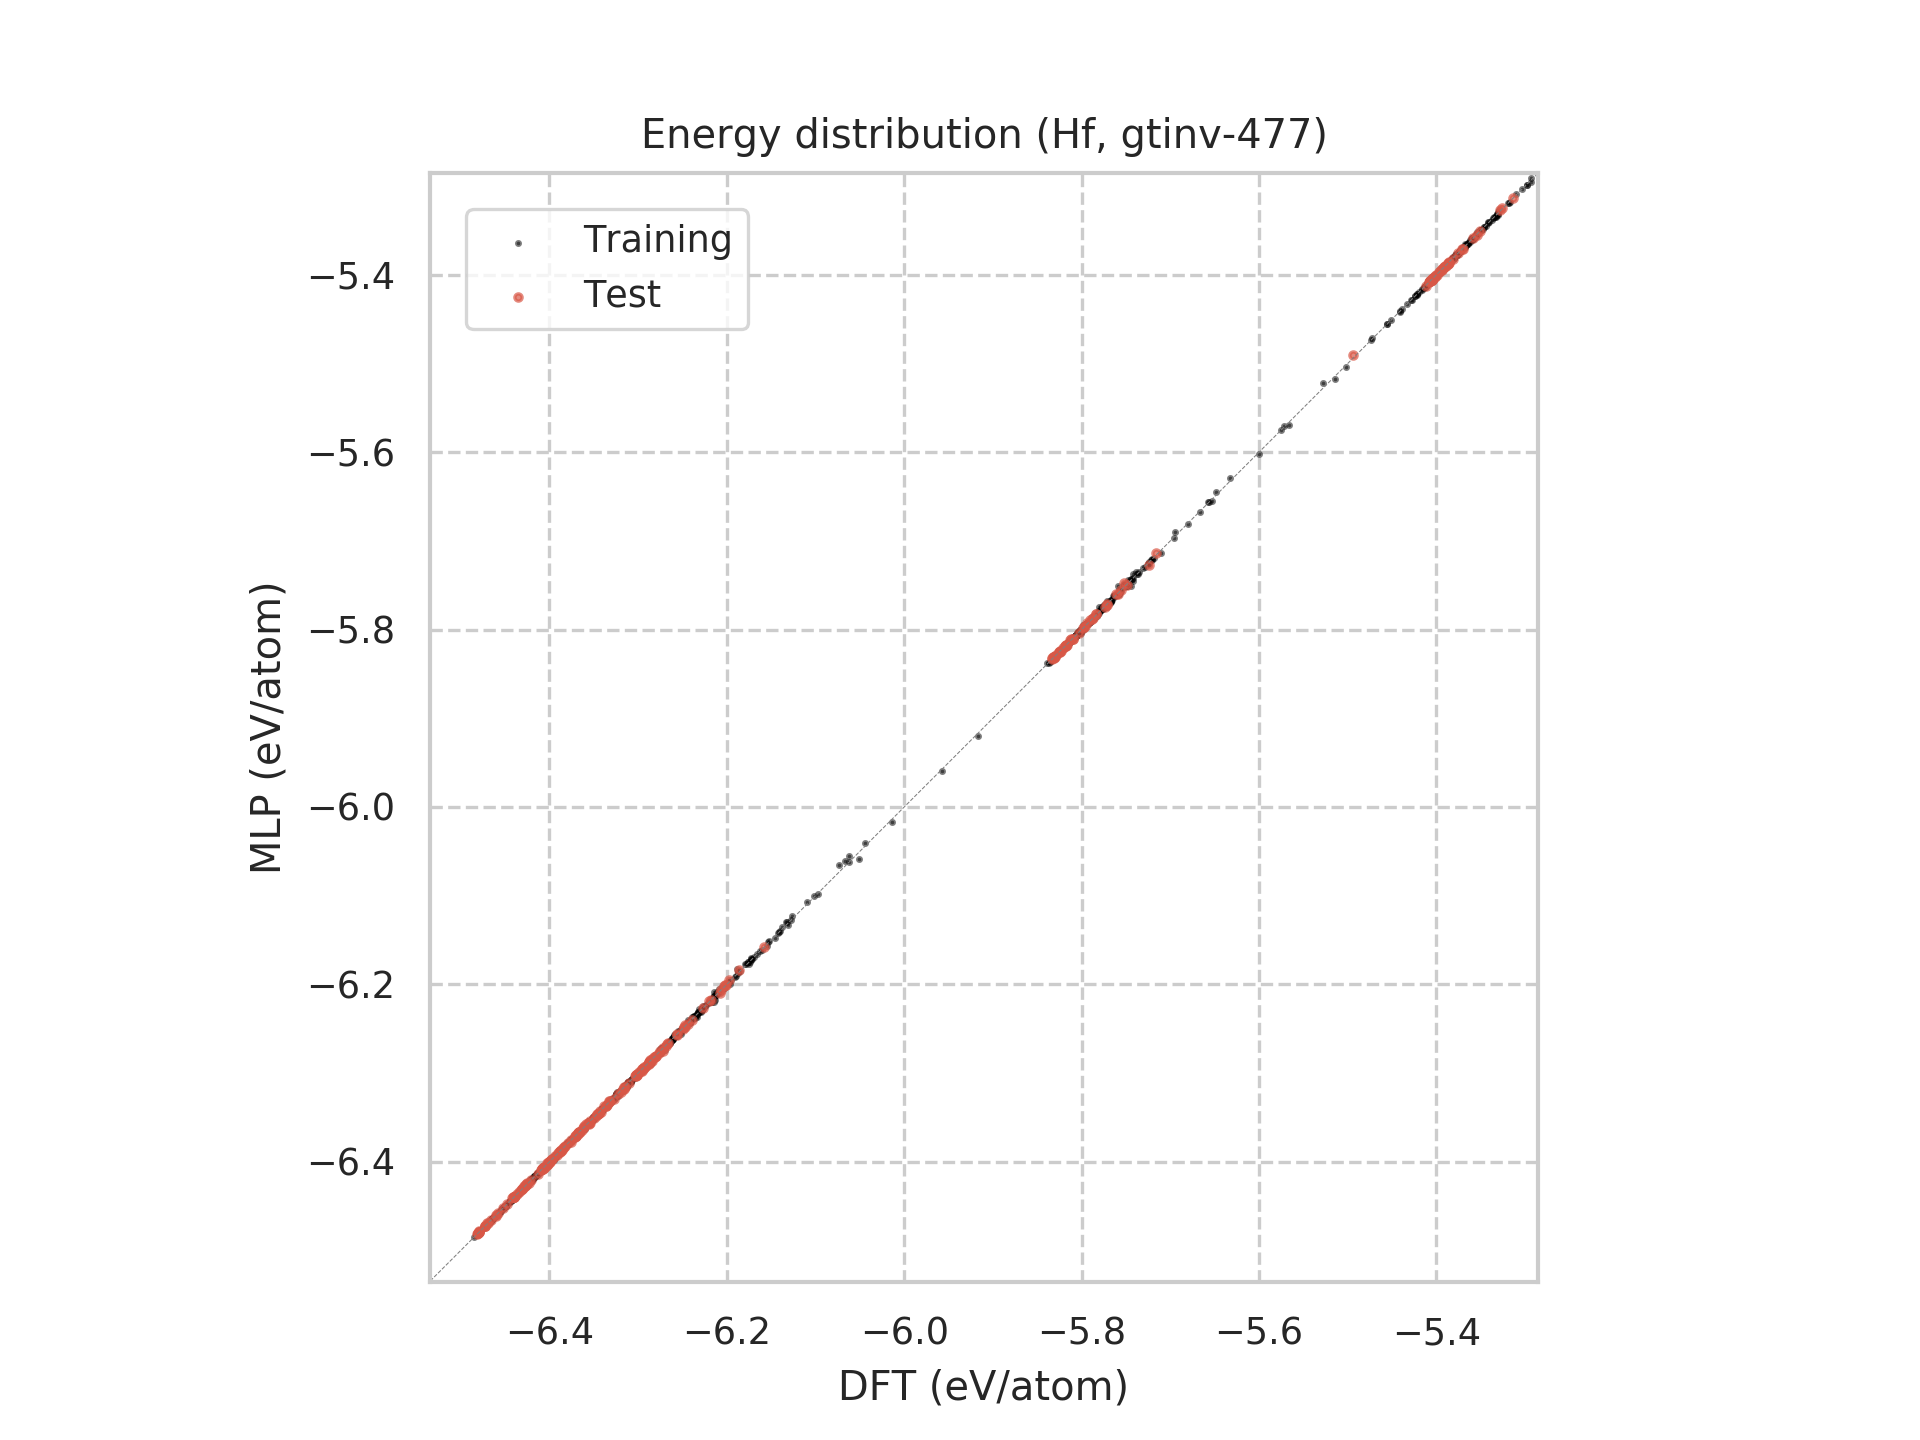 Energy distribution (Hf, gtinv-477)
Training
Test
MLP (eV/atom)
−5.4
−5.6
−5.8
−6.0
−6.2
−6.4
−6.4 −6.2 −6.0 −5.8 −5.6 −5.4
DFT (eV/atom)